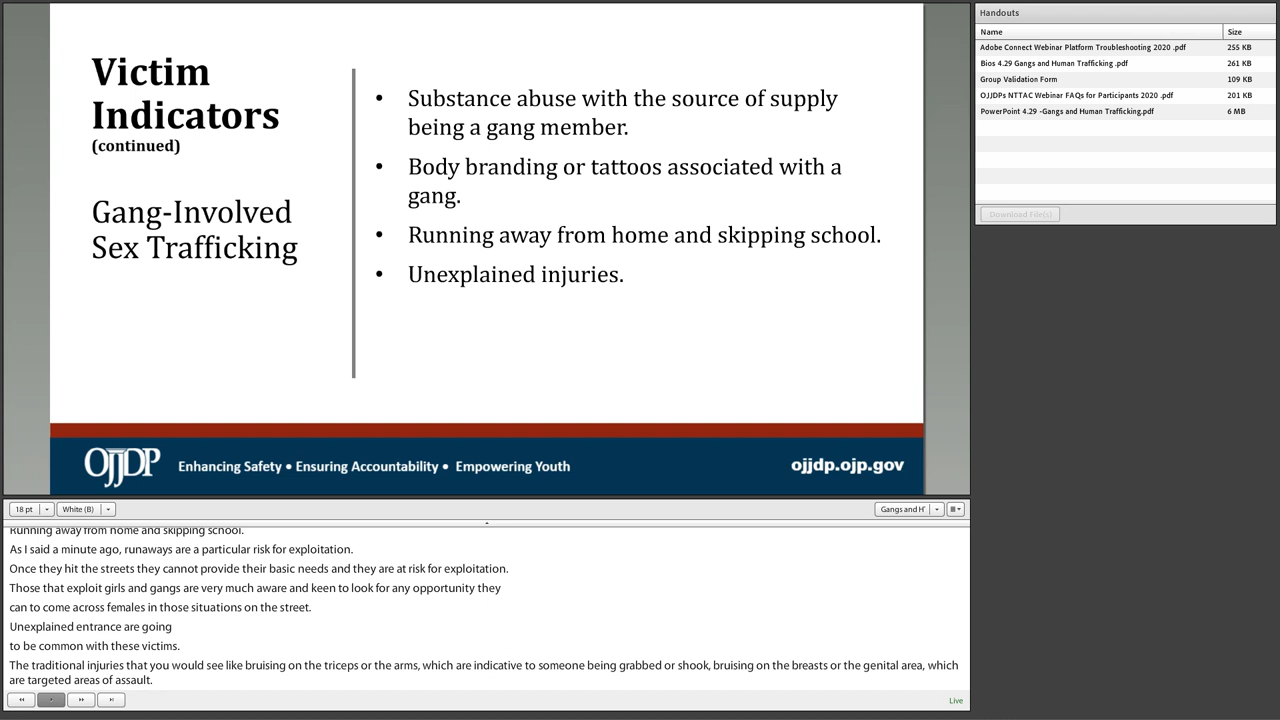 Victim
Indicators
(continued)
Gang-Involved
Sex Trafficking
• Substance abuse with the source of supply
being a gang member.
• Body branding or tattoos associated with a
gang.
• Running away from home and skipping school.
• Unexplained injuries.
OJJDP Enhancing Safety • Ensuring Accountability • Empowering Youth ojjdp.ojp.gov
Handouts
Name Size
Adobe Connect Webinar Platform Troubleshooting 2020 .pdf 255 KB
Bios 4.29 Gangs and Human Trafficking .pdf 261 KB
Group Validation Form 109 KB
OJJDPs NTTAC Webinar FAQs for Participants 2020 .pdf 201 KB
PowerPoint 4.29 -Gangs and Human Trafficking.pdf 6 MB
Download File(s)
18 pt White (B) Gangs and H'
Running away from home and skipping school.
As I said a minute ago, runaways are a particular risk for exploitation.
Once they hit the streets they cannot provide their basic needs and they are at risk for exploitation.
Those that exploit girls and gangs are very much aware and keen to look for any opportunity they
can to come across females in those situations on the street.
Unexplained entrance are going
to be common with these victims.
The traditional injuries that you would see like bruising on the triceps or the arms, which are indicative to someone being grabbed or shook, bruising on the breasts or the genital area, which
are targeted areas of assault.
Live